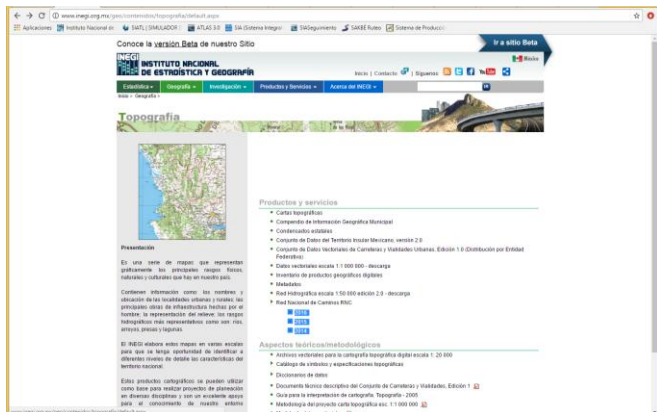 www.inegi.org.mx/geo/contenidos/topografia/default.aspx
Aplicaciones Instituto Nacional de SIATL | SIMULADOR | ATLAS 3.0 SIA (Sistema Integra SIASeguimiento SAKBÉ Ruteo Sistema de Producci
Conoce la versión Beta de nuestro Sitio
Ir a sitio Beta
INEGI INSTITUTO NACIONAL
DE ESTADÍSTICA Y GEOGRAFÍA
México
Inicio | Contacto | Síguenos
Estadística Geografía Investigación Productos y Servicios Acerca del INEGI
Inicio > Geografía >
Topografía
Presentación
Es una serie de mapas que representan
gráficamente los principales rasgos físicos,
naturales y culturales que hay en nuestro país.
Contienen información como: los nombres y
ubicación de las localidades urbanas y rurales; las
principales obras de infraestructura hechas por el
hombre; la representación del relieve; los rasgos
hidrográficos más representativos como son: ríos,
arroyos, presas y lagunas.
El INEGI elabora estos mapas en varias escalas
para que se tenga oportunidad de identificar a
diferentes niveles de detalle las características del
territorio nacional.
Estos productos cartográficos se pueden utilizar
como base para realizar proyectos de planeación
en diversas disciplinas y son un excelente apoyo
para el conocimiento de nuestro entorno
Productos y servicios
Cartas topográficas
Compendio de Información Geográfica Municipal
Condensados estatales
Conjunto de Datos del Territorio Insular Mexicano, versión 2.0
Conjunto de Datos Vectoriales de Carreteras y Vialidades Urbanas, Edición 1.0 (Distribución por Entidad
Federativa)
Datos vectoriales escala 1:1 000 000 - descarga
Inventario de productos geográficos digitales
Metadatos
Red Hidrográfica escala 1:50 000 edición 2.0 - descarga
Red Nacional de Caminos RNC
2016
2015
2014
Aspectos teóricos/metodológicos
Archivos vectoriales para la cartografía topográfica digital escala 1: 20 000
Catálogo de símbolos y especificaciones topográficas
Diccionarios de datos
Documento técnico descriptivo del Conjunto de Carreteras y Vialidades, Edición 1
Guía para la interpretación de cartografía. Topografía - 2005
Metodología del proyecto carta topográfica esc. 1:1 000 000